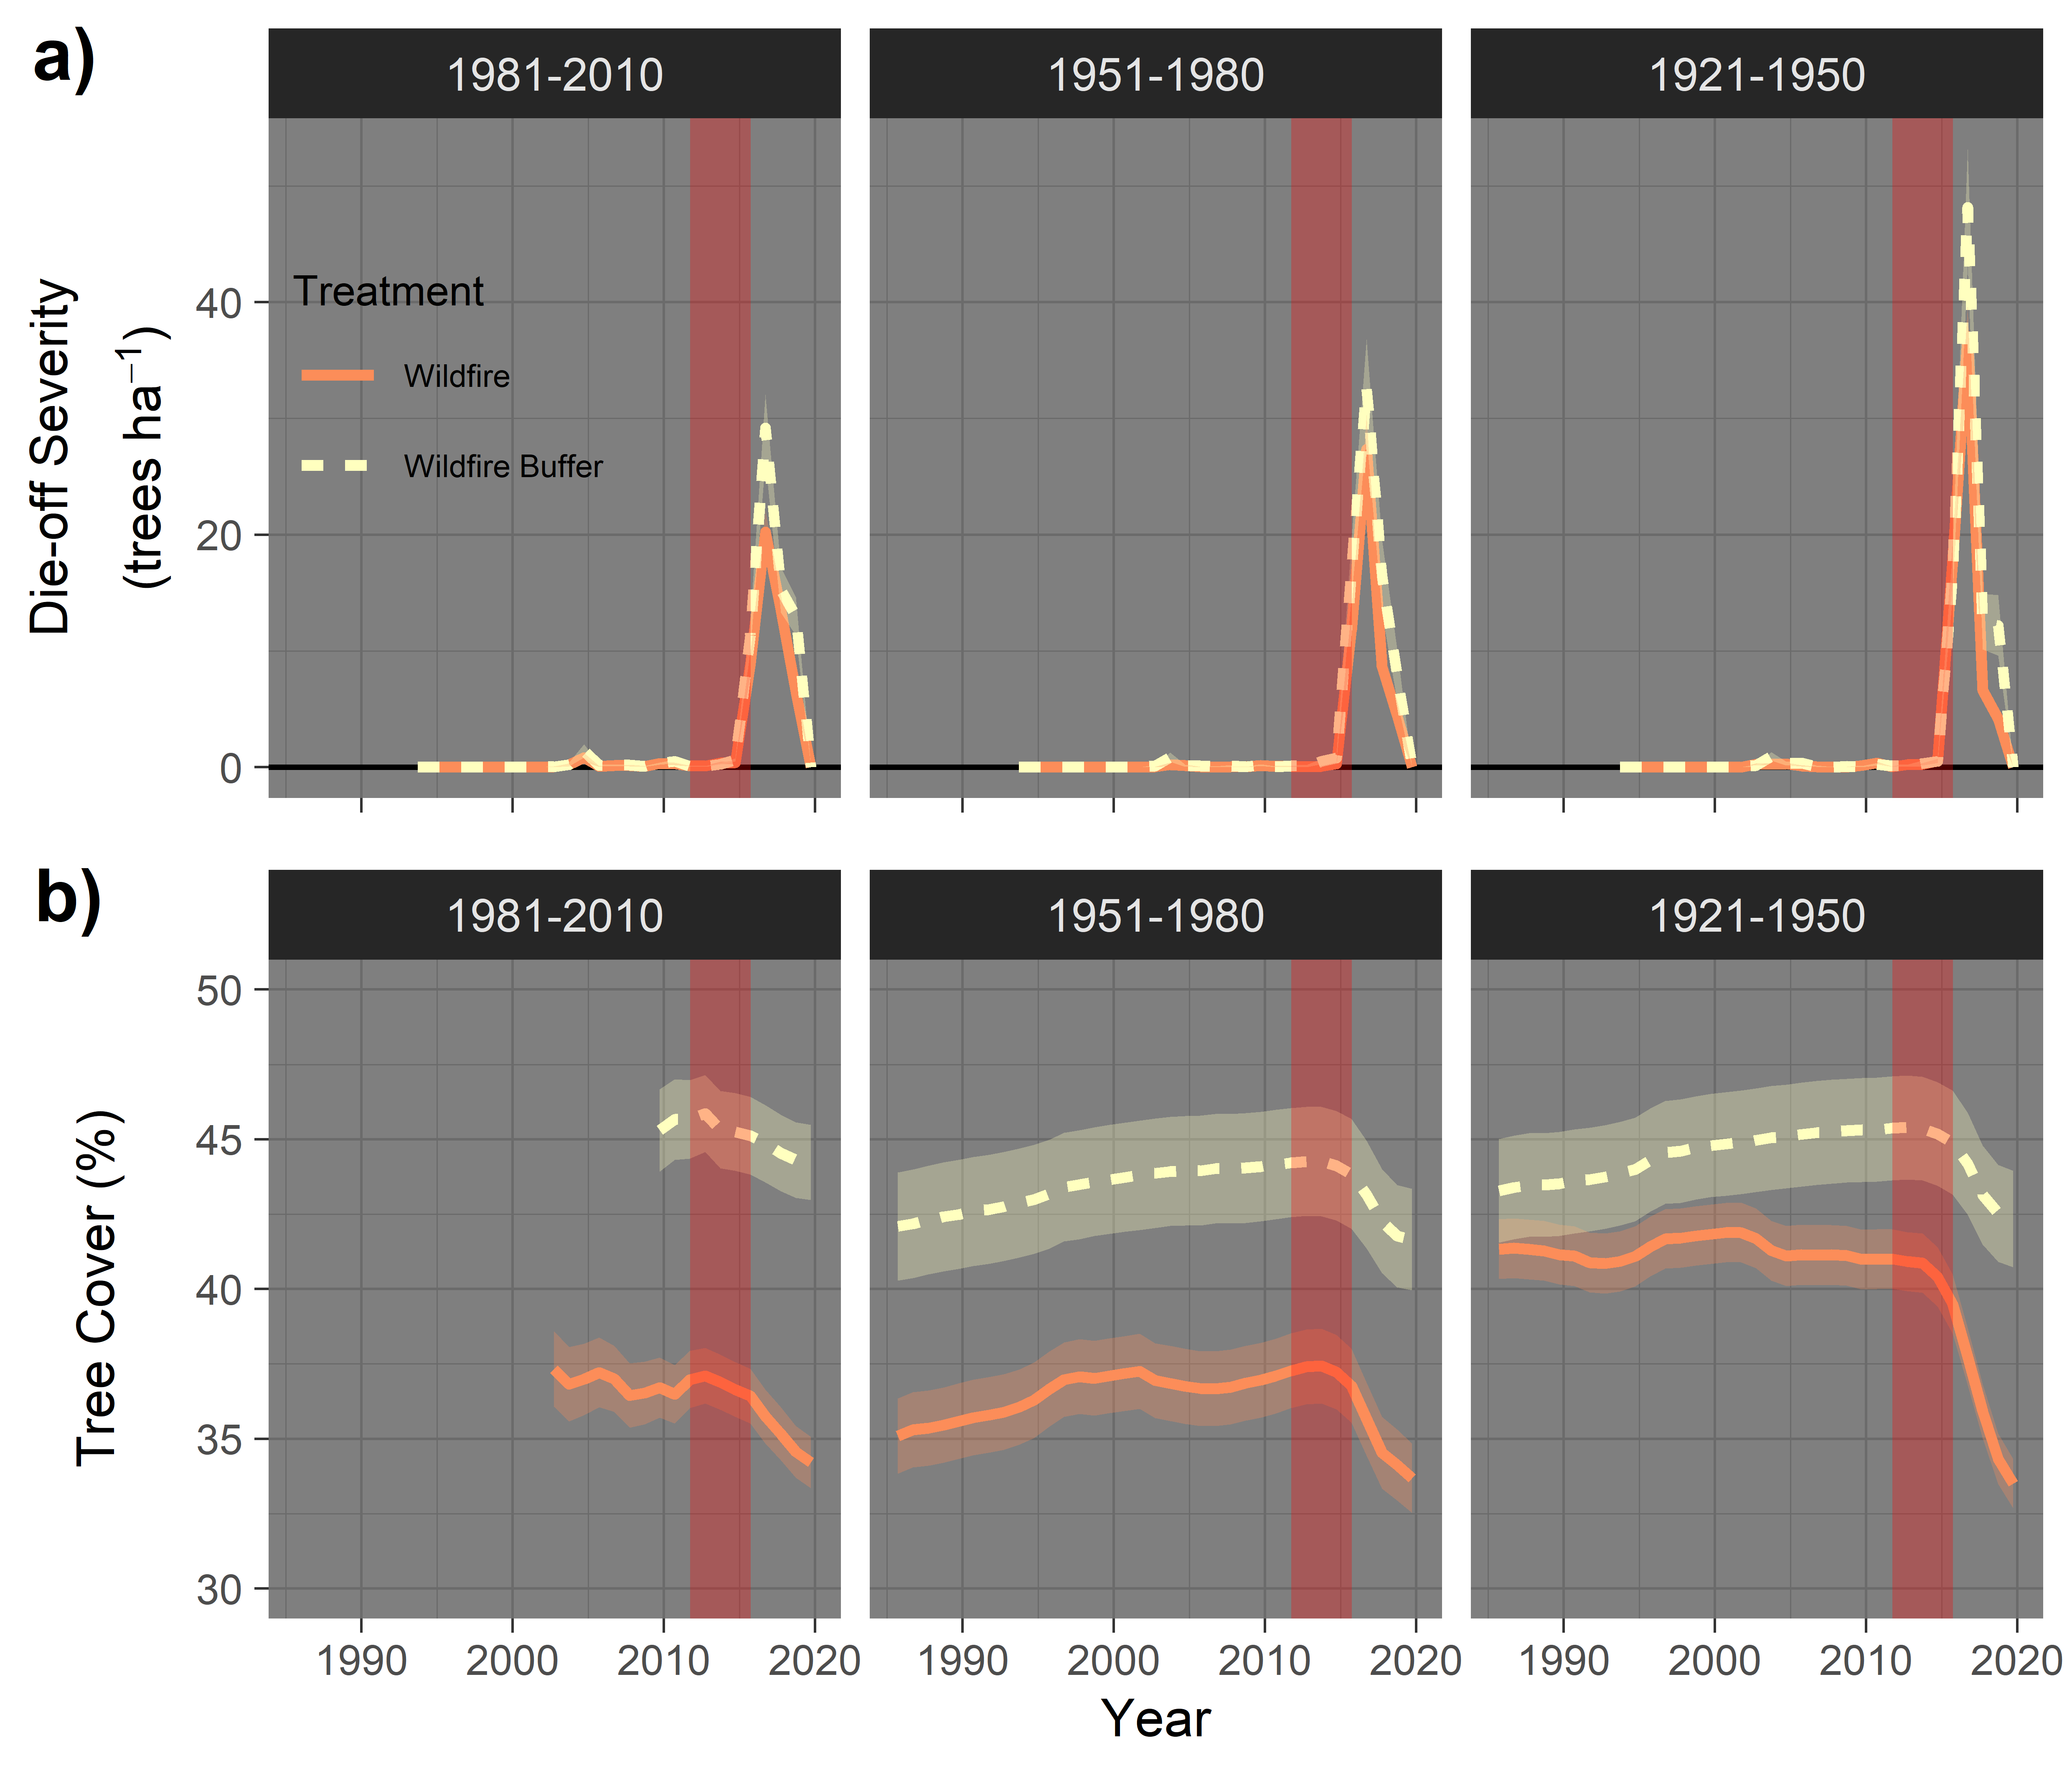 a)
1981-2010
1951-1980
1921-1950
Die-off Severity
(trees ha⁻¹)
40
20
0
Treatment
Wildfire
Wildfire Buffer
b)
1981-2010
1951-1980
1921-1950
Tree Cover (%)
50
45
40
35
30
1990 2000 2010 2020
1990 2000 2010 2020
1990 2000 2010 2020
Year